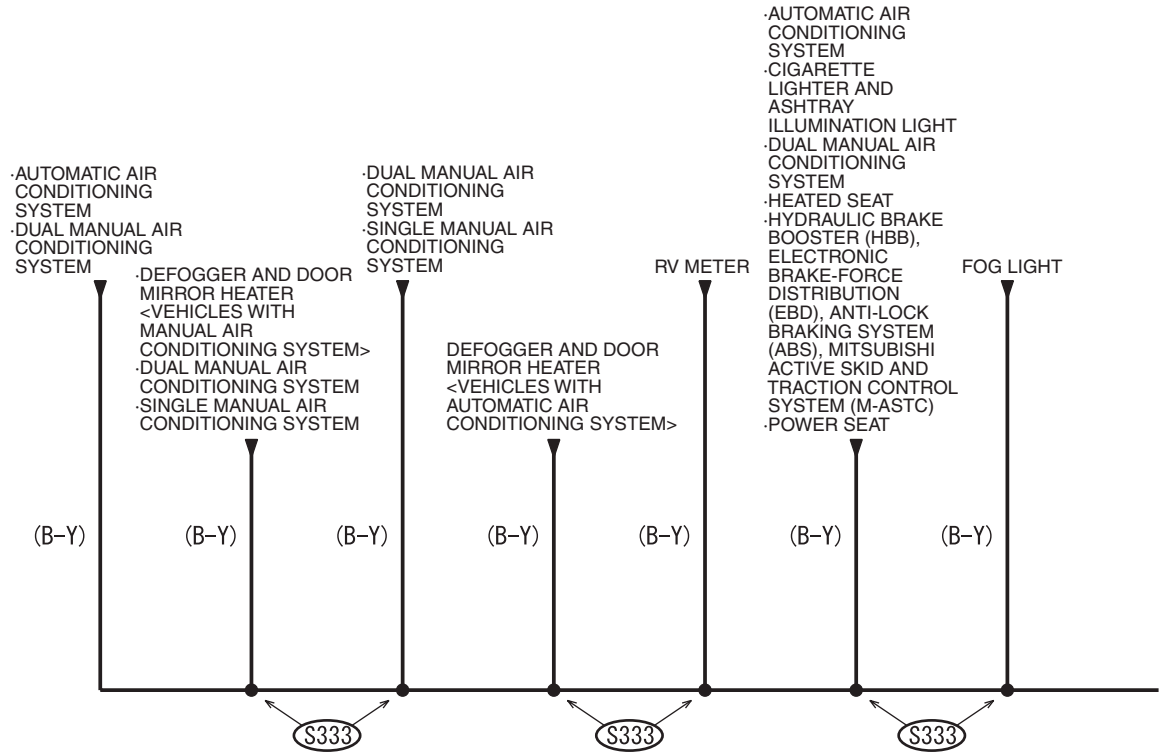 ·AUTOMATIC AIR
CONDITIONING
SYSTEM
·DUAL MANUAL AIR
CONDITIONING
SYSTEM
·DEFOGGER AND DOOR
MIRROR HEATER
<VEHICLES WITH
MANUAL AIR
CONDITIONING SYSTEM>
·DUAL MANUAL AIR
CONDITIONING SYSTEM
·SINGLE MANUAL AIR
CONDITIONING SYSTEM
·DUAL MANUAL AIR
CONDITIONING
SYSTEM
·SINGLE MANUAL AIR
CONDITIONING
SYSTEM
DEFOGGER AND DOOR
MIRROR HEATER
<VEHICLES WITH
AUTOMATIC AIR
CONDITIONING SYSTEM>
RV METER
·AUTOMATIC AIR
CONDITIONING
SYSTEM
·CIGARETTE
LIGHTER AND
ASHTRAY
ILLUMINATION LIGHT
·DUAL MANUAL AIR
CONDITIONING
SYSTEM
·HEATED SEAT
·HYDRAULIC BRAKE
BOOSTER (HBB),
ELECTRONIC
BRAKE-FORCE
DISTRIBUTION
(EBD), ANTI-LOCK
BRAKING SYSTEM
(ABS), MITSUBISHI
ACTIVE SKID AND
TRACTION CONTROL
SYSTEM (M-ASTC)
·POWER SEAT
FOG LIGHT
(B-Y)
(B-Y)
(B-Y)
(B-Y)
(B-Y)
(B-Y)
(B-Y)
S333
S333
S333